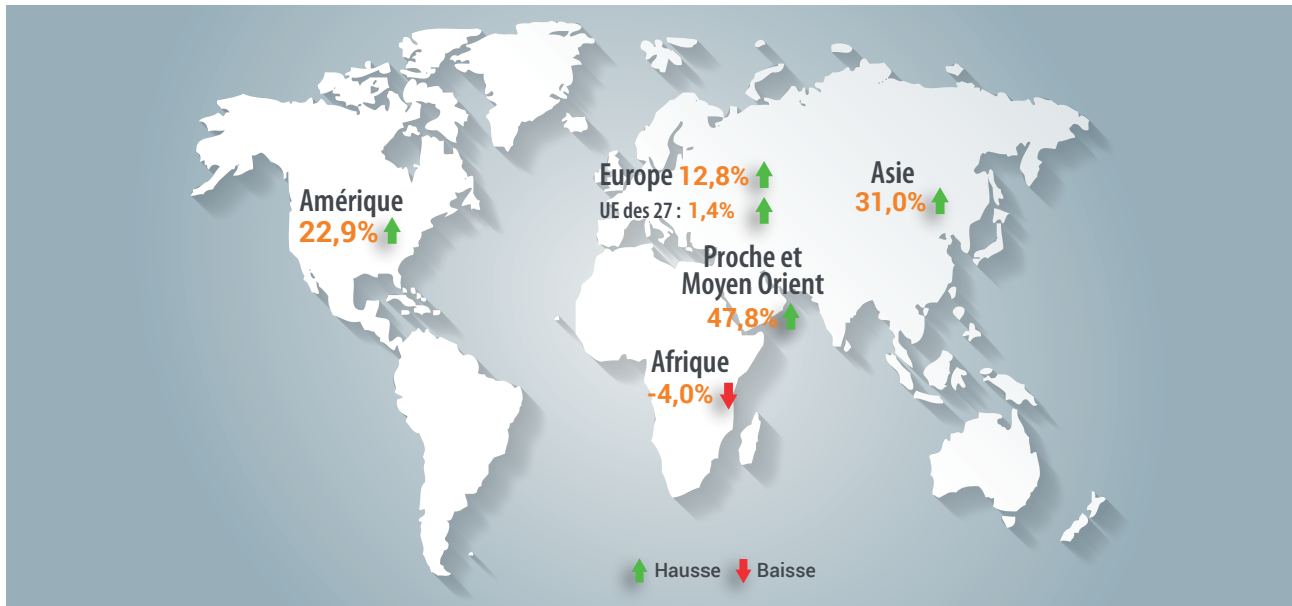 Amérique
22,9%
Europe 12,8%
UE des 27 : 1,4%
Asie
31,0%
Proche et
Moyen Orient
47,8%
Afrique
-4,0%
Hausse Baisse